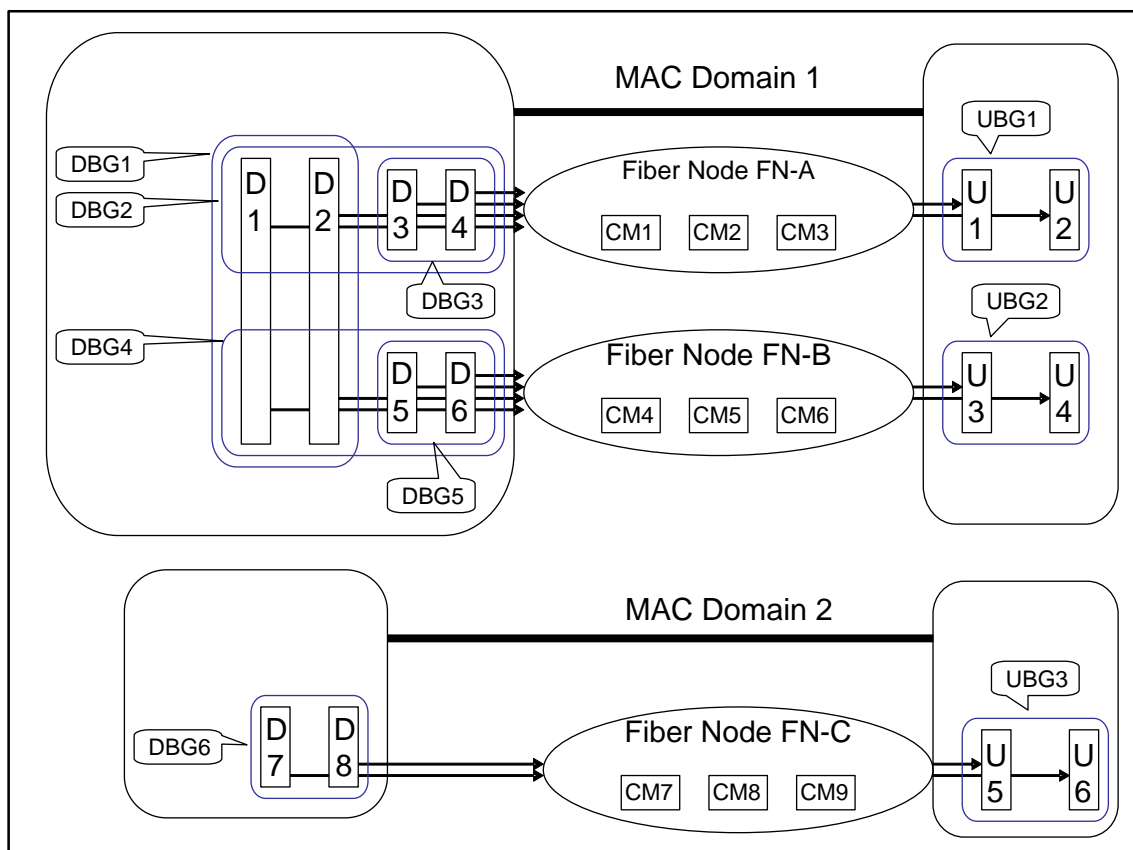 MAC Domain 1
UBG1
DBG1
DBG2
D
1
D
2
D
3
D
4
Fiber Node FN-A
CM1 CM2 CM3
U
1
U
2
DBG3
UBG2
DBG4
D
5
D
6
Fiber Node FN-B
CM4 CM5 CM6
U
3
U
4
DBG5
MAC Domain 2
UBG3
DBG6
D
7
D
8
Fiber Node FN-C
CM7 CM8 CM9
U
5
U
6